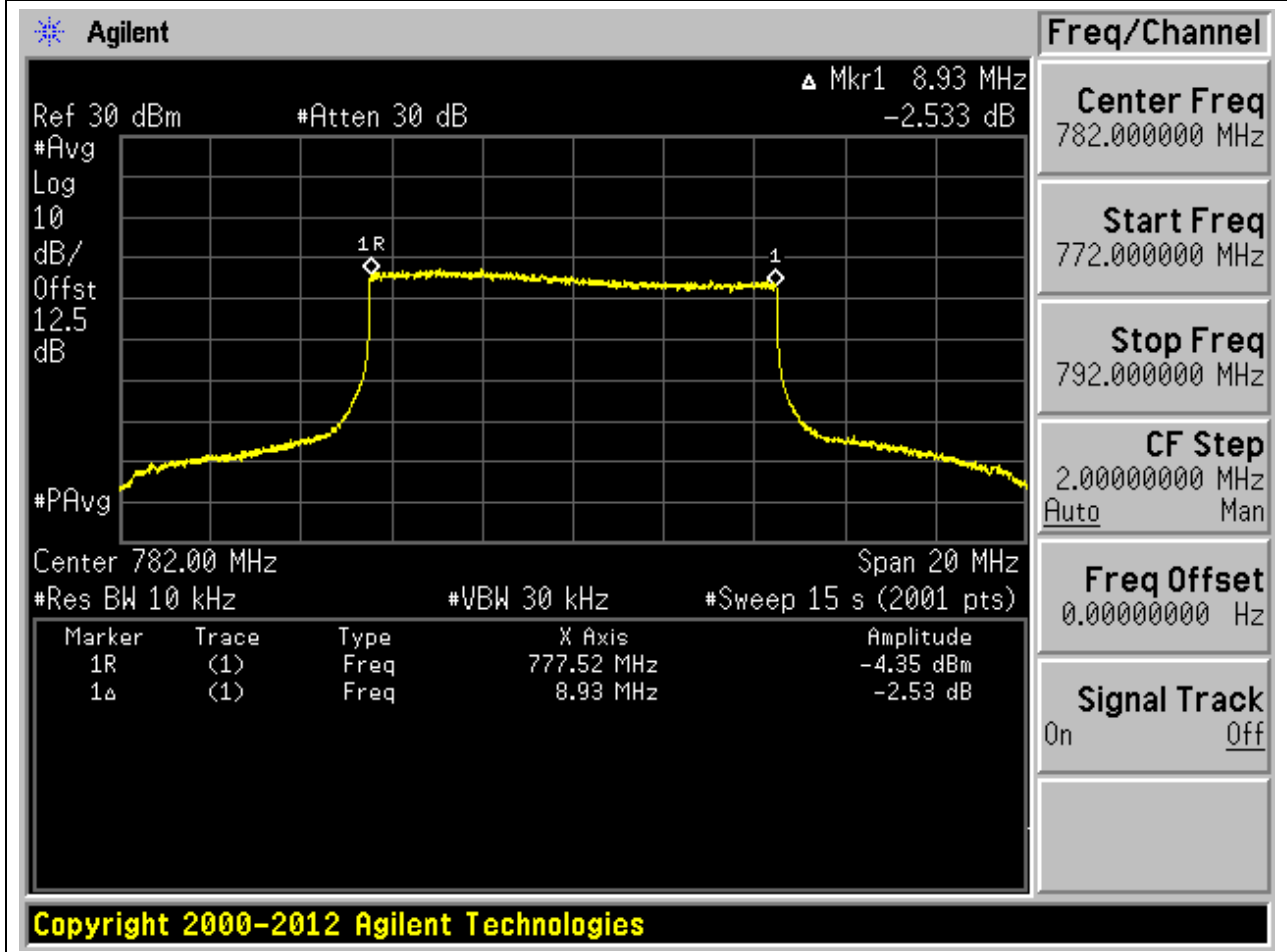 Agilent
Freq/Channel
▵ Mkr1 8.93 MHz
Ref 30 dBm #Atten 30 dB -2.533 dB
#Avg
Log
10
dB/
Offst
12.5
dB
1R
1
#PAvg
Center 782.00 MHz Span 20 MHz
#Res BW 10 kHz #VBW 30 kHz #Sweep 15 s (2001 pts)
Marker Trace Type X Axis Amplitude
1R (1) Freq 777.52 MHz -4.35 dBm
1▵ (1) Freq 8.93 MHz -2.53 dB
Center Freq
782.000000 MHz
Start Freq
772.000000 MHz
Stop Freq
792.000000 MHz
CF Step
2.00000000 MHz
Auto Man
Freq Offset
0.00000000 Hz
Signal Track
On Off
Copyright 2000-2012 Agilent Technologies